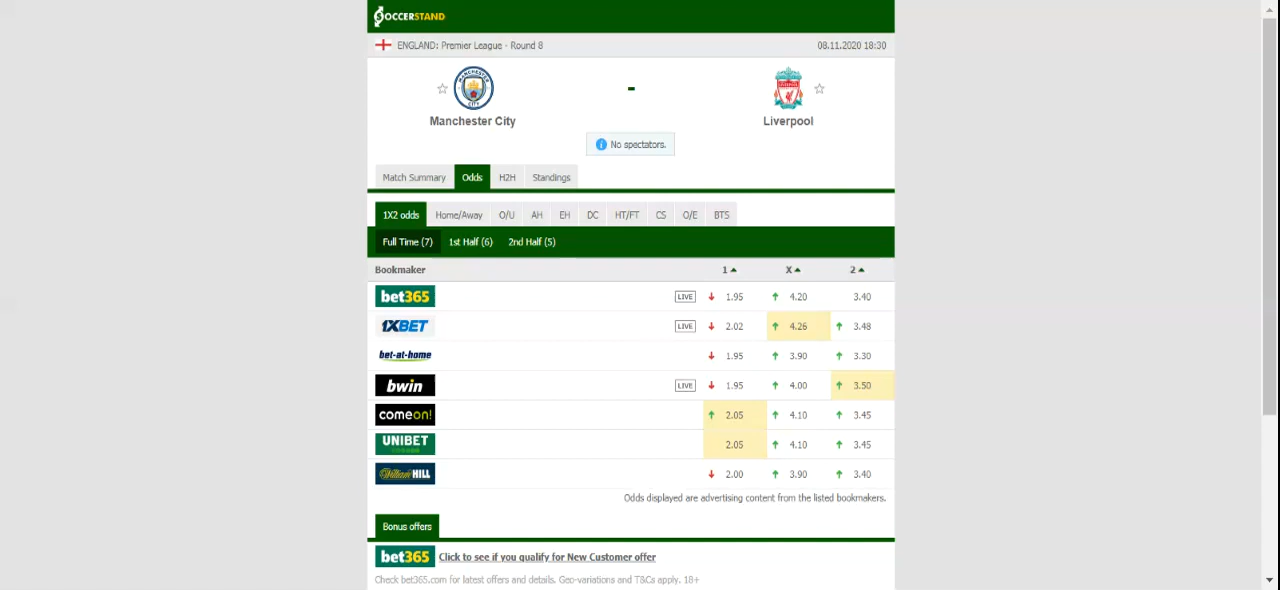 SOCCERSTAND
ENGLAND: Premier League - Round 8 08.11.2020 18:30
-
Manchester City Liverpool
No spectators.
Match Summary Odds H2H Standings
1X2 odds Home/Away O/U AH EH DC HT/FT CS O/E BTS
Full Time (7) 1st Half (6) 2nd Half (5)
Bookmaker 1 X 2
bet365 LIVE 1.95 4.20 3.40
1XBET LIVE 2.02 4.26 3.48
bet-at-home 1.95 3.90 3.30
bwin LIVE 1.95 4.00 3.50
comeon! 2.05 4.10 3.45
UNIBET 2.05 4.10 3.45
William HILL 2.00 3.90 3.40
Odds displayed are advertising content from the listed bookmakers.
Bonus offers
bet365 Click to see if you qualify for New Customer offer
Check bet365.com for latest offers and details. Geo-variations and T&Cs apply. 18+